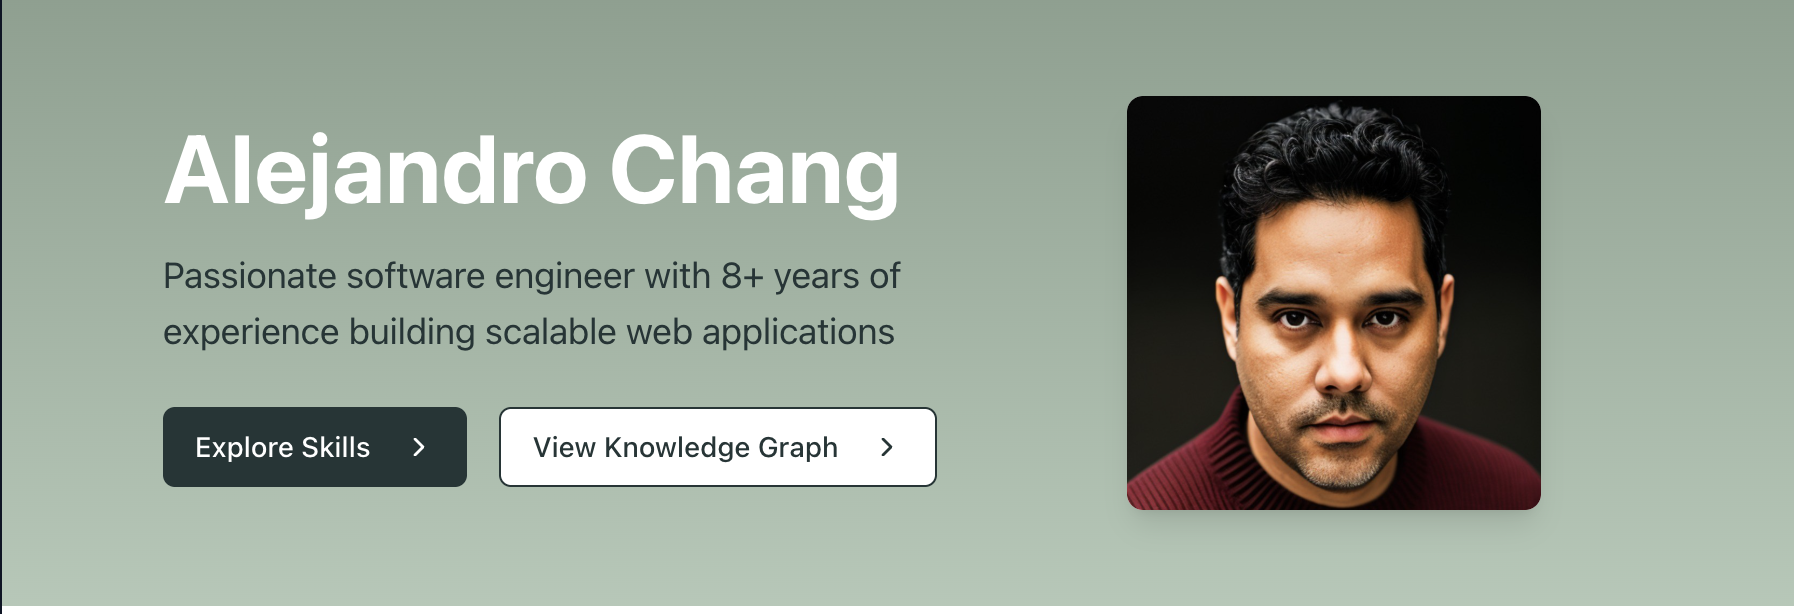 Alejandro Chang
Passionate software engineer with 8+ years of
experience building scalable web applications
Explore Skills
View Knowledge Graph